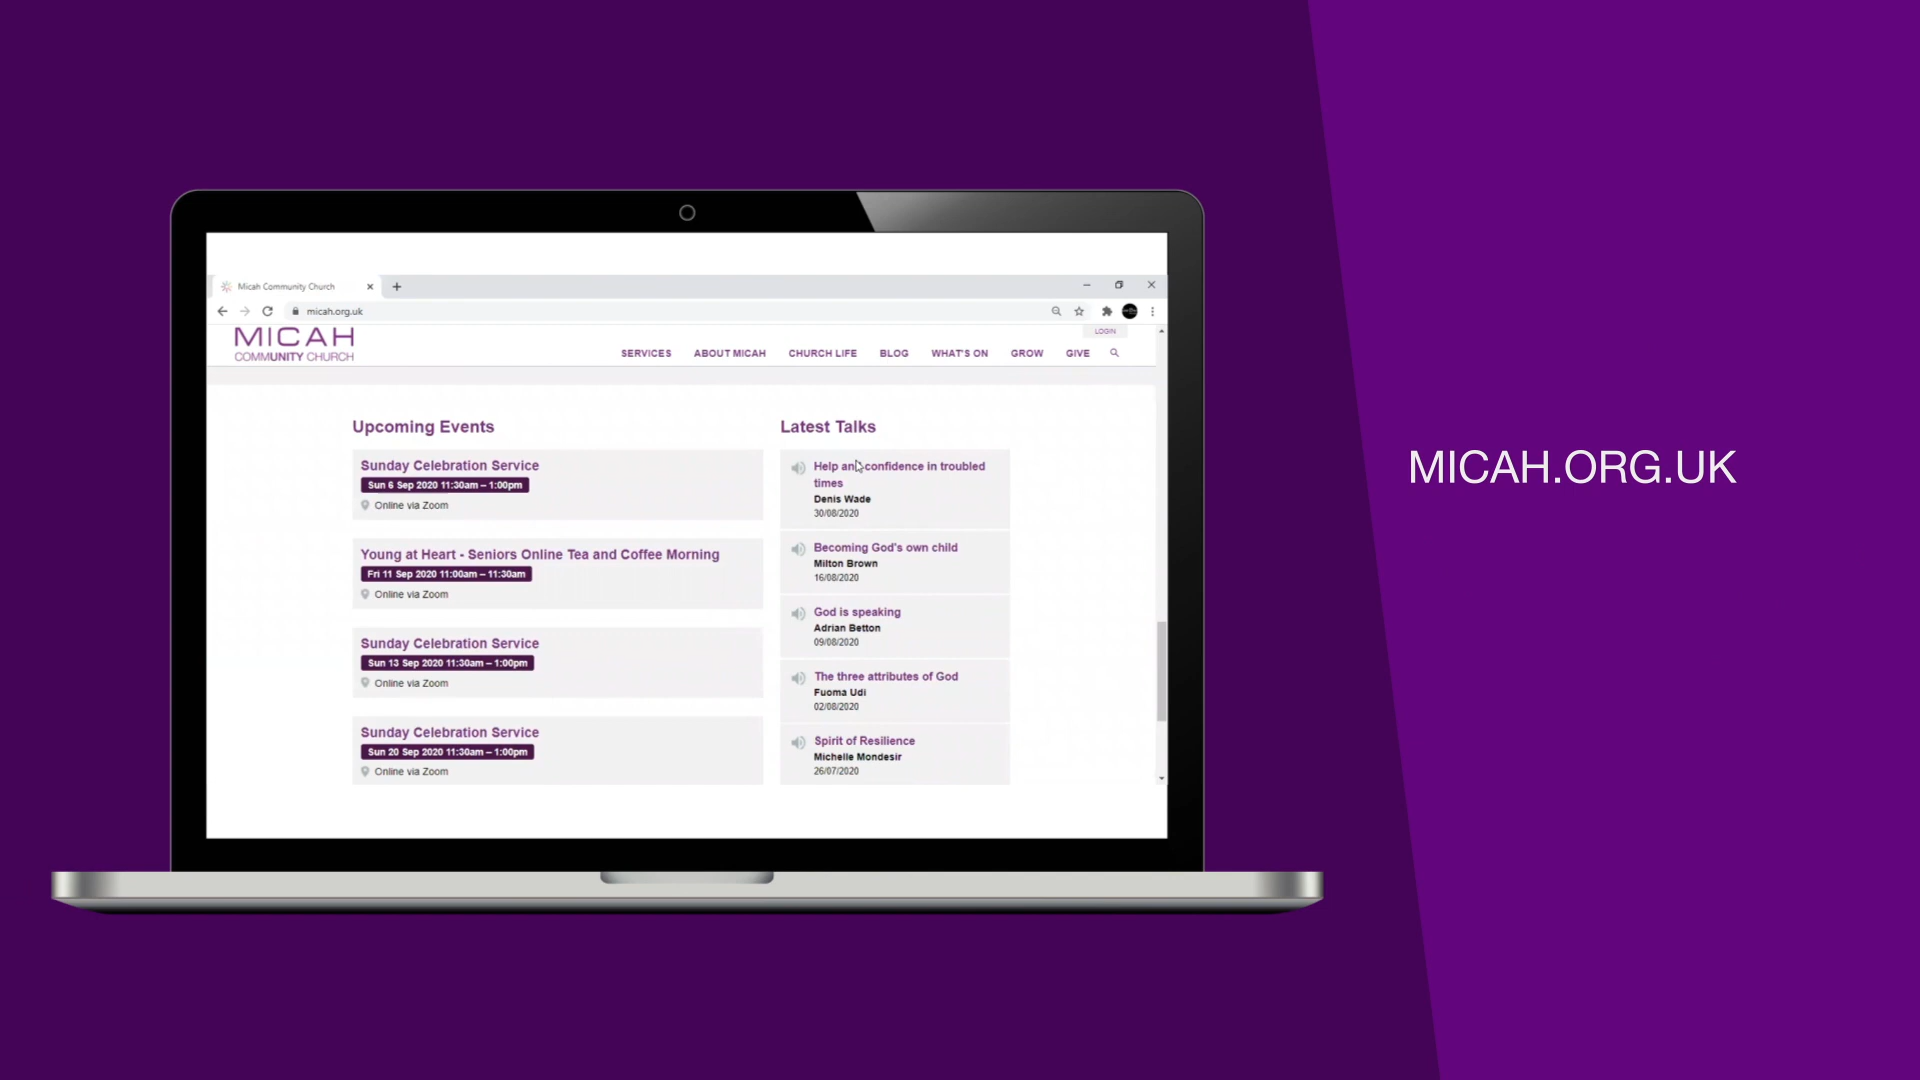 Micah Community Church
micah.org.uk
MICAH
COMMUNITY CHURCH
LOGIN
SERVICES ABOUT MICAH CHURCH LIFE BLOG WHAT'S ON GROW GIVE
Upcoming Events
Sunday Celebration Service
Sun 6 Sep 2020 11:30am – 1:00pm
Online via Zoom
Young at Heart - Seniors Online Tea and Coffee Morning
Fri 11 Sep 2020 11:00am – 11:30am
Online via Zoom
Sunday Celebration Service
Sun 13 Sep 2020 11:30am – 1:00pm
Online via Zoom
Sunday Celebration Service
Sun 20 Sep 2020 11:30am – 1:00pm
Online via Zoom
Latest Talks
Help and confidence in troubled
times
Denis Wade
30/08/2020
Becoming God's own child
Milton Brown
16/08/2020
God is speaking
Adrian Betton
09/08/2020
The three attributes of God
Fuoma Udi
02/08/2020
Spirit of Resilience
Michelle Mondesir
26/07/2020
MICAH.ORG.UK